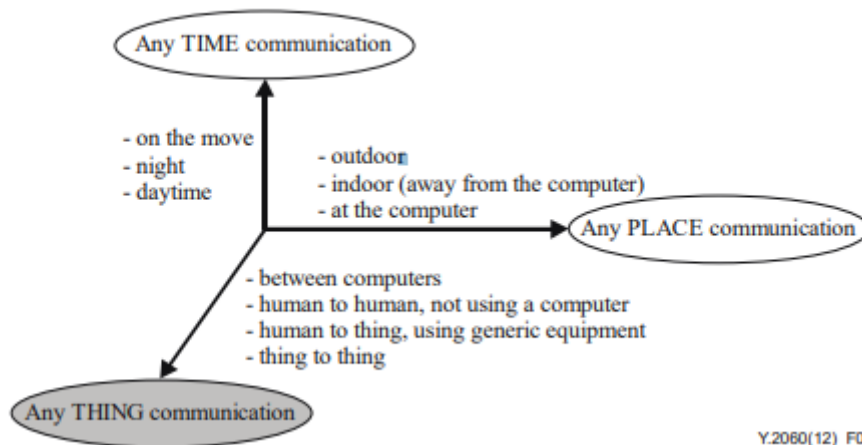 Any TIME communication
- on the move
- night
- daytime
- outdoor
- indoor (away from the computer)
- at the computer
Any PLACE communication
- between computers
- human to human, not using a computer
- human to thing, using generic equipment
- thing to thing
Any THING communication
Y.2060(12)